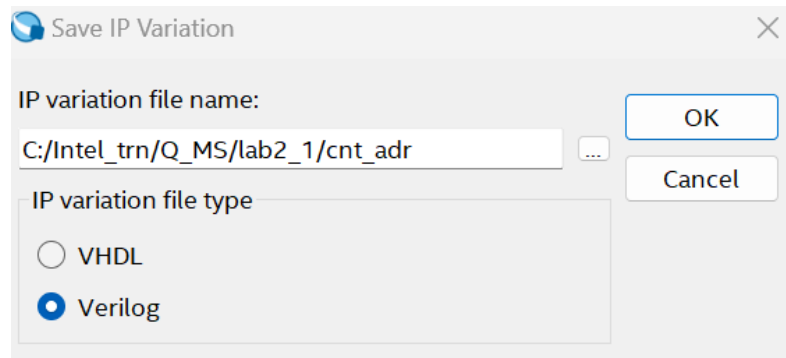 Save IP Variation
IP variation file name:
OK
C:/Intel_trn/Q_MS/lab2_1/cnt_adr
...
Cancel
IP variation file type
VHDL
Verilog